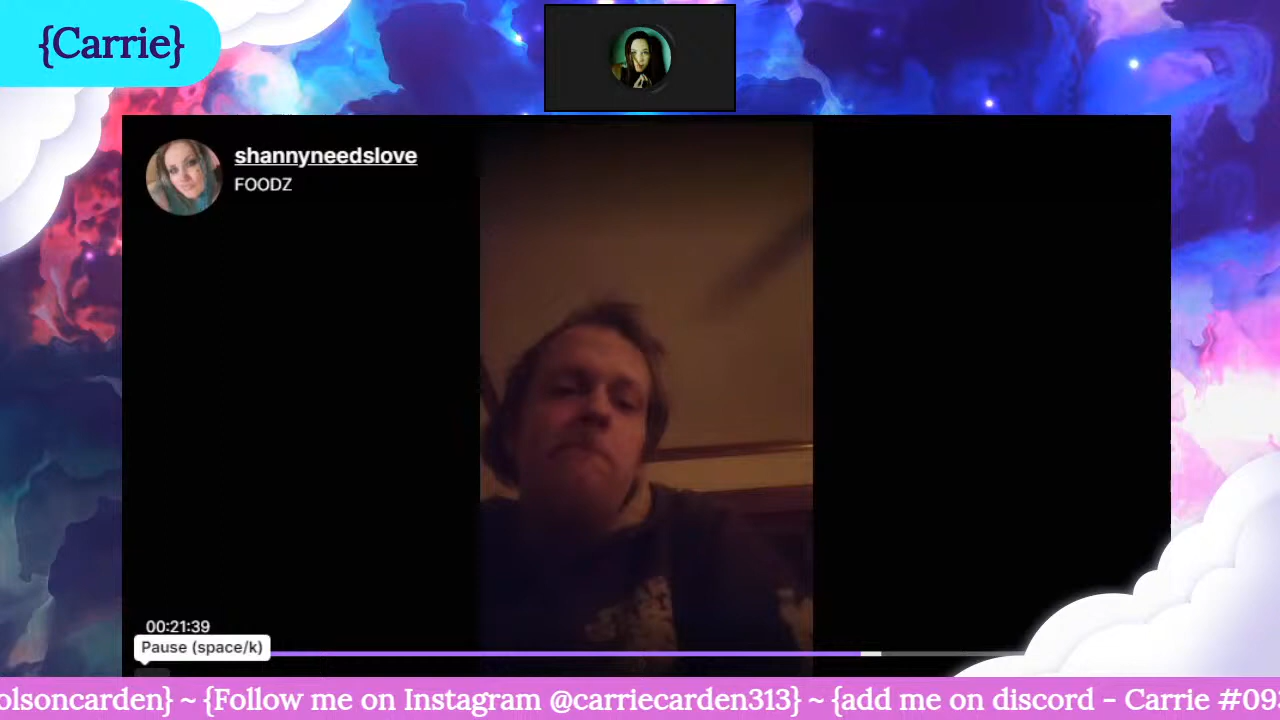 {Carrie}
shannyneedslove
FOODZ
00:21:39
Pause (space/k)
olsoncarden} ~ {Follow me on Instagram @carriecarden313} ~ {add me on discord - Carrie #09